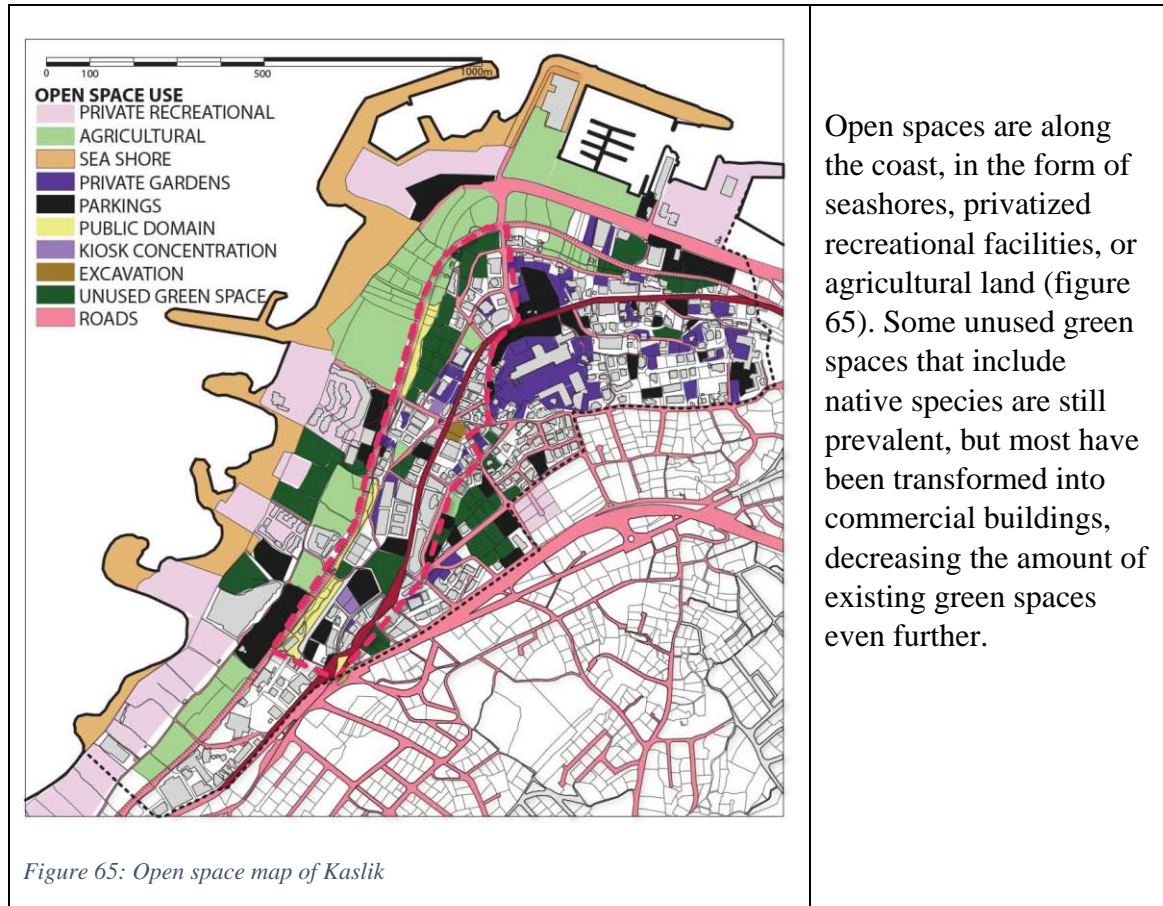 0 100 500 1000m
OPEN SPACE USE
PRIVATE RECREATIONAL
AGRICULTURAL
SEA SHORE
PRIVATE GARDENS
PARKINGS
PUBLIC DOMAIN
KIOSK CONCENTRATION
EXCAVATION
UNUSED GREEN SPACE
ROADS
Figure 65: Open space map of Kaslik
Open spaces are along
the coast, in the form of
seashores, privatized
recreational facilities, or
agricultural land (figure
65). Some unused green
spaces that include
native species are still
prevalent, but most have
been transformed into
commercial buildings,
decreasing the amount of
existing green spaces
even further.